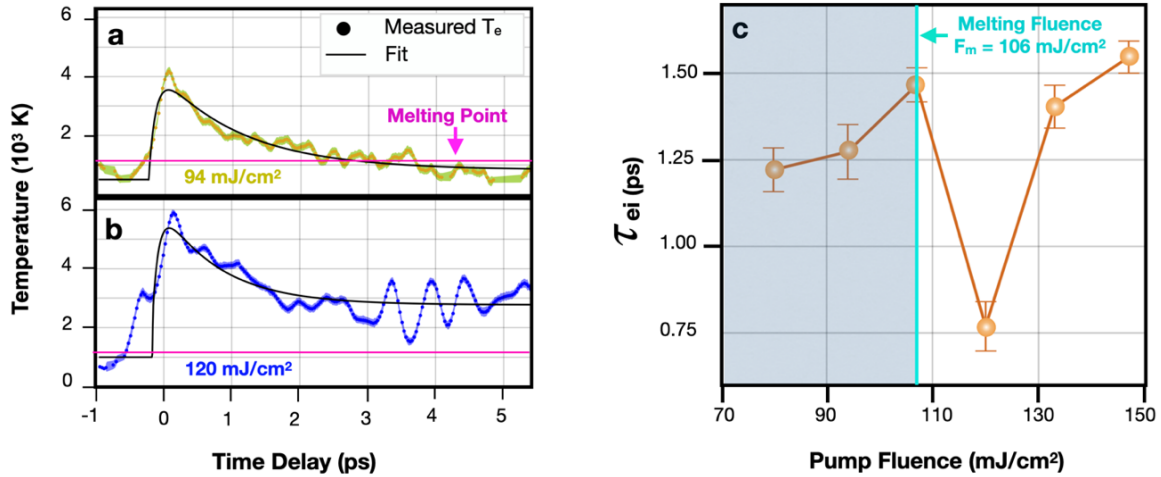 a
Measured Te
Fit
Melting Point
94 mJ/cm²
6
4
2
0
b
120 mJ/cm²
6
4
2
0
-1 0 1 2 3 4 5
Temperature (10³ K)
Time Delay (ps)
c
Melting Fluence
Fm = 106 mJ/cm²
1.50
1.25
1.00
0.75
70 90 110 130 150
τei (ps)
Pump Fluence (mJ/cm²)